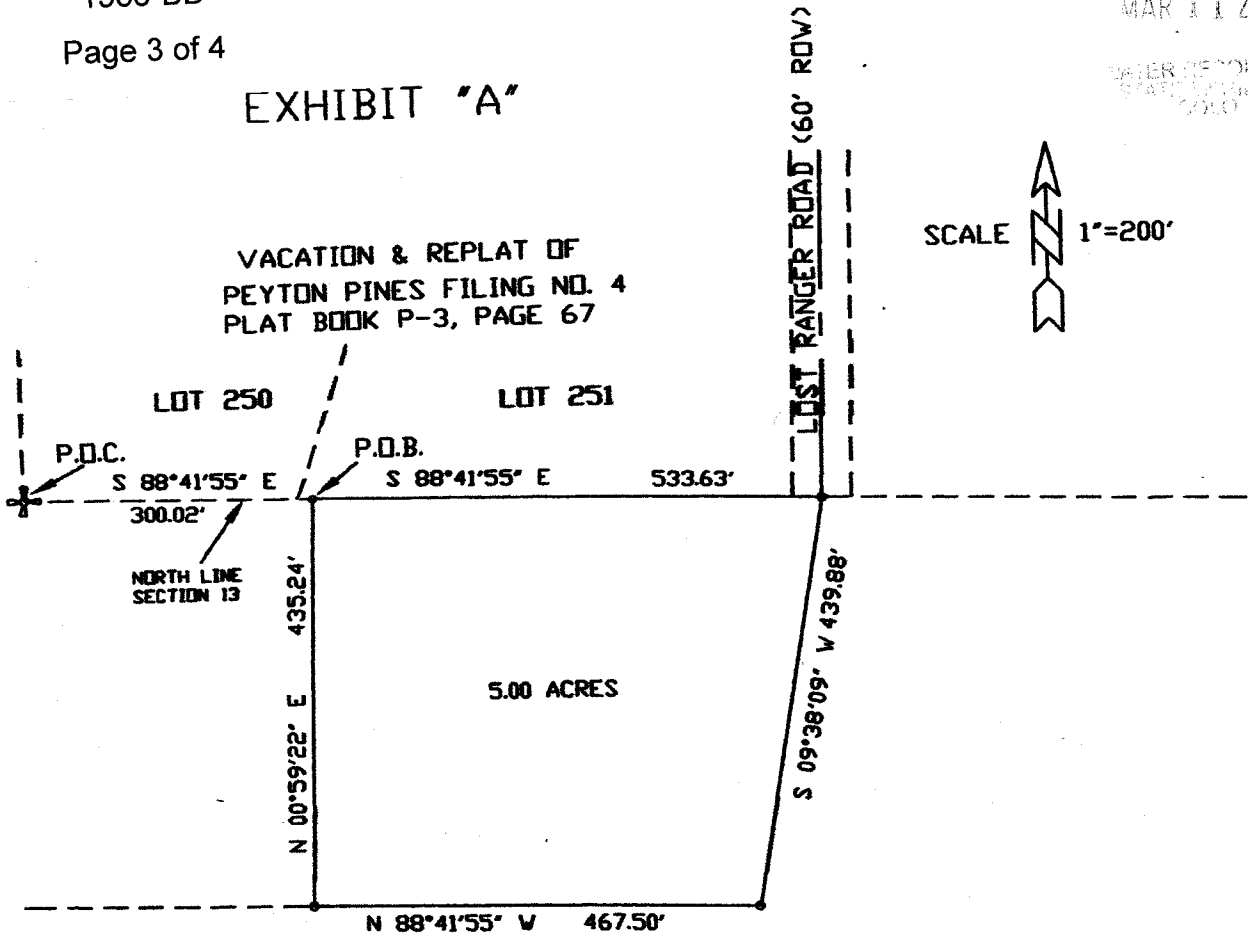 Page 3 of 4
EXHIBIT "A"
LOST RANGER ROAD (60' ROW)
SCALE 1"=200'
VACATION & REPLAT OF
PEYTON PINES FILING NO. 4
PLAT BOOK P-3, PAGE 67
LOT 250
LOT 251
P.O.C.
P.O.B.
S 88°41'55" E
S 88°41'55" E 533.63'
300.02'
NORTH LINE
SECTION 13
N 00°59'22" E 435.24'
S 09°38'09" W 439.88'
5.00 ACRES
N 88°41'55" W 467.50'